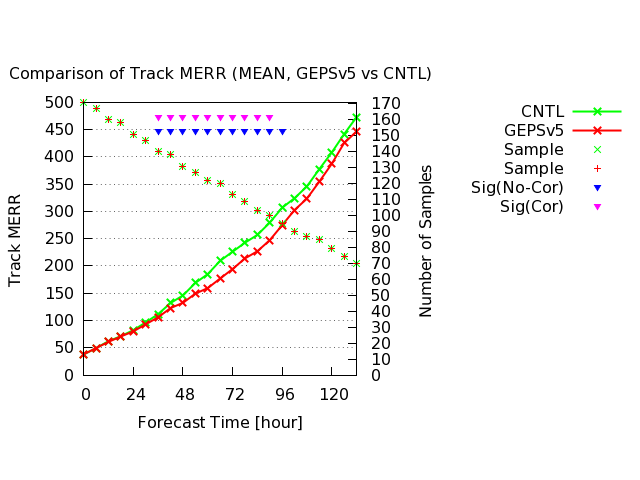 Comparison of Track MERR (MEAN, GEPSv5 vs CNTL)
Track MERR
500
450
400
350
300
250
200
150
100
50
0
0 24 48 72 96 120
Forecast Time [hour]
170
160
150
140
130
120
110
100
90
80
70
60
50
40
30
20
10
0
Number of Samples
CNTL
GEPSv5
Sample
Sample
Sig(No-Cor)
Sig(Cor)